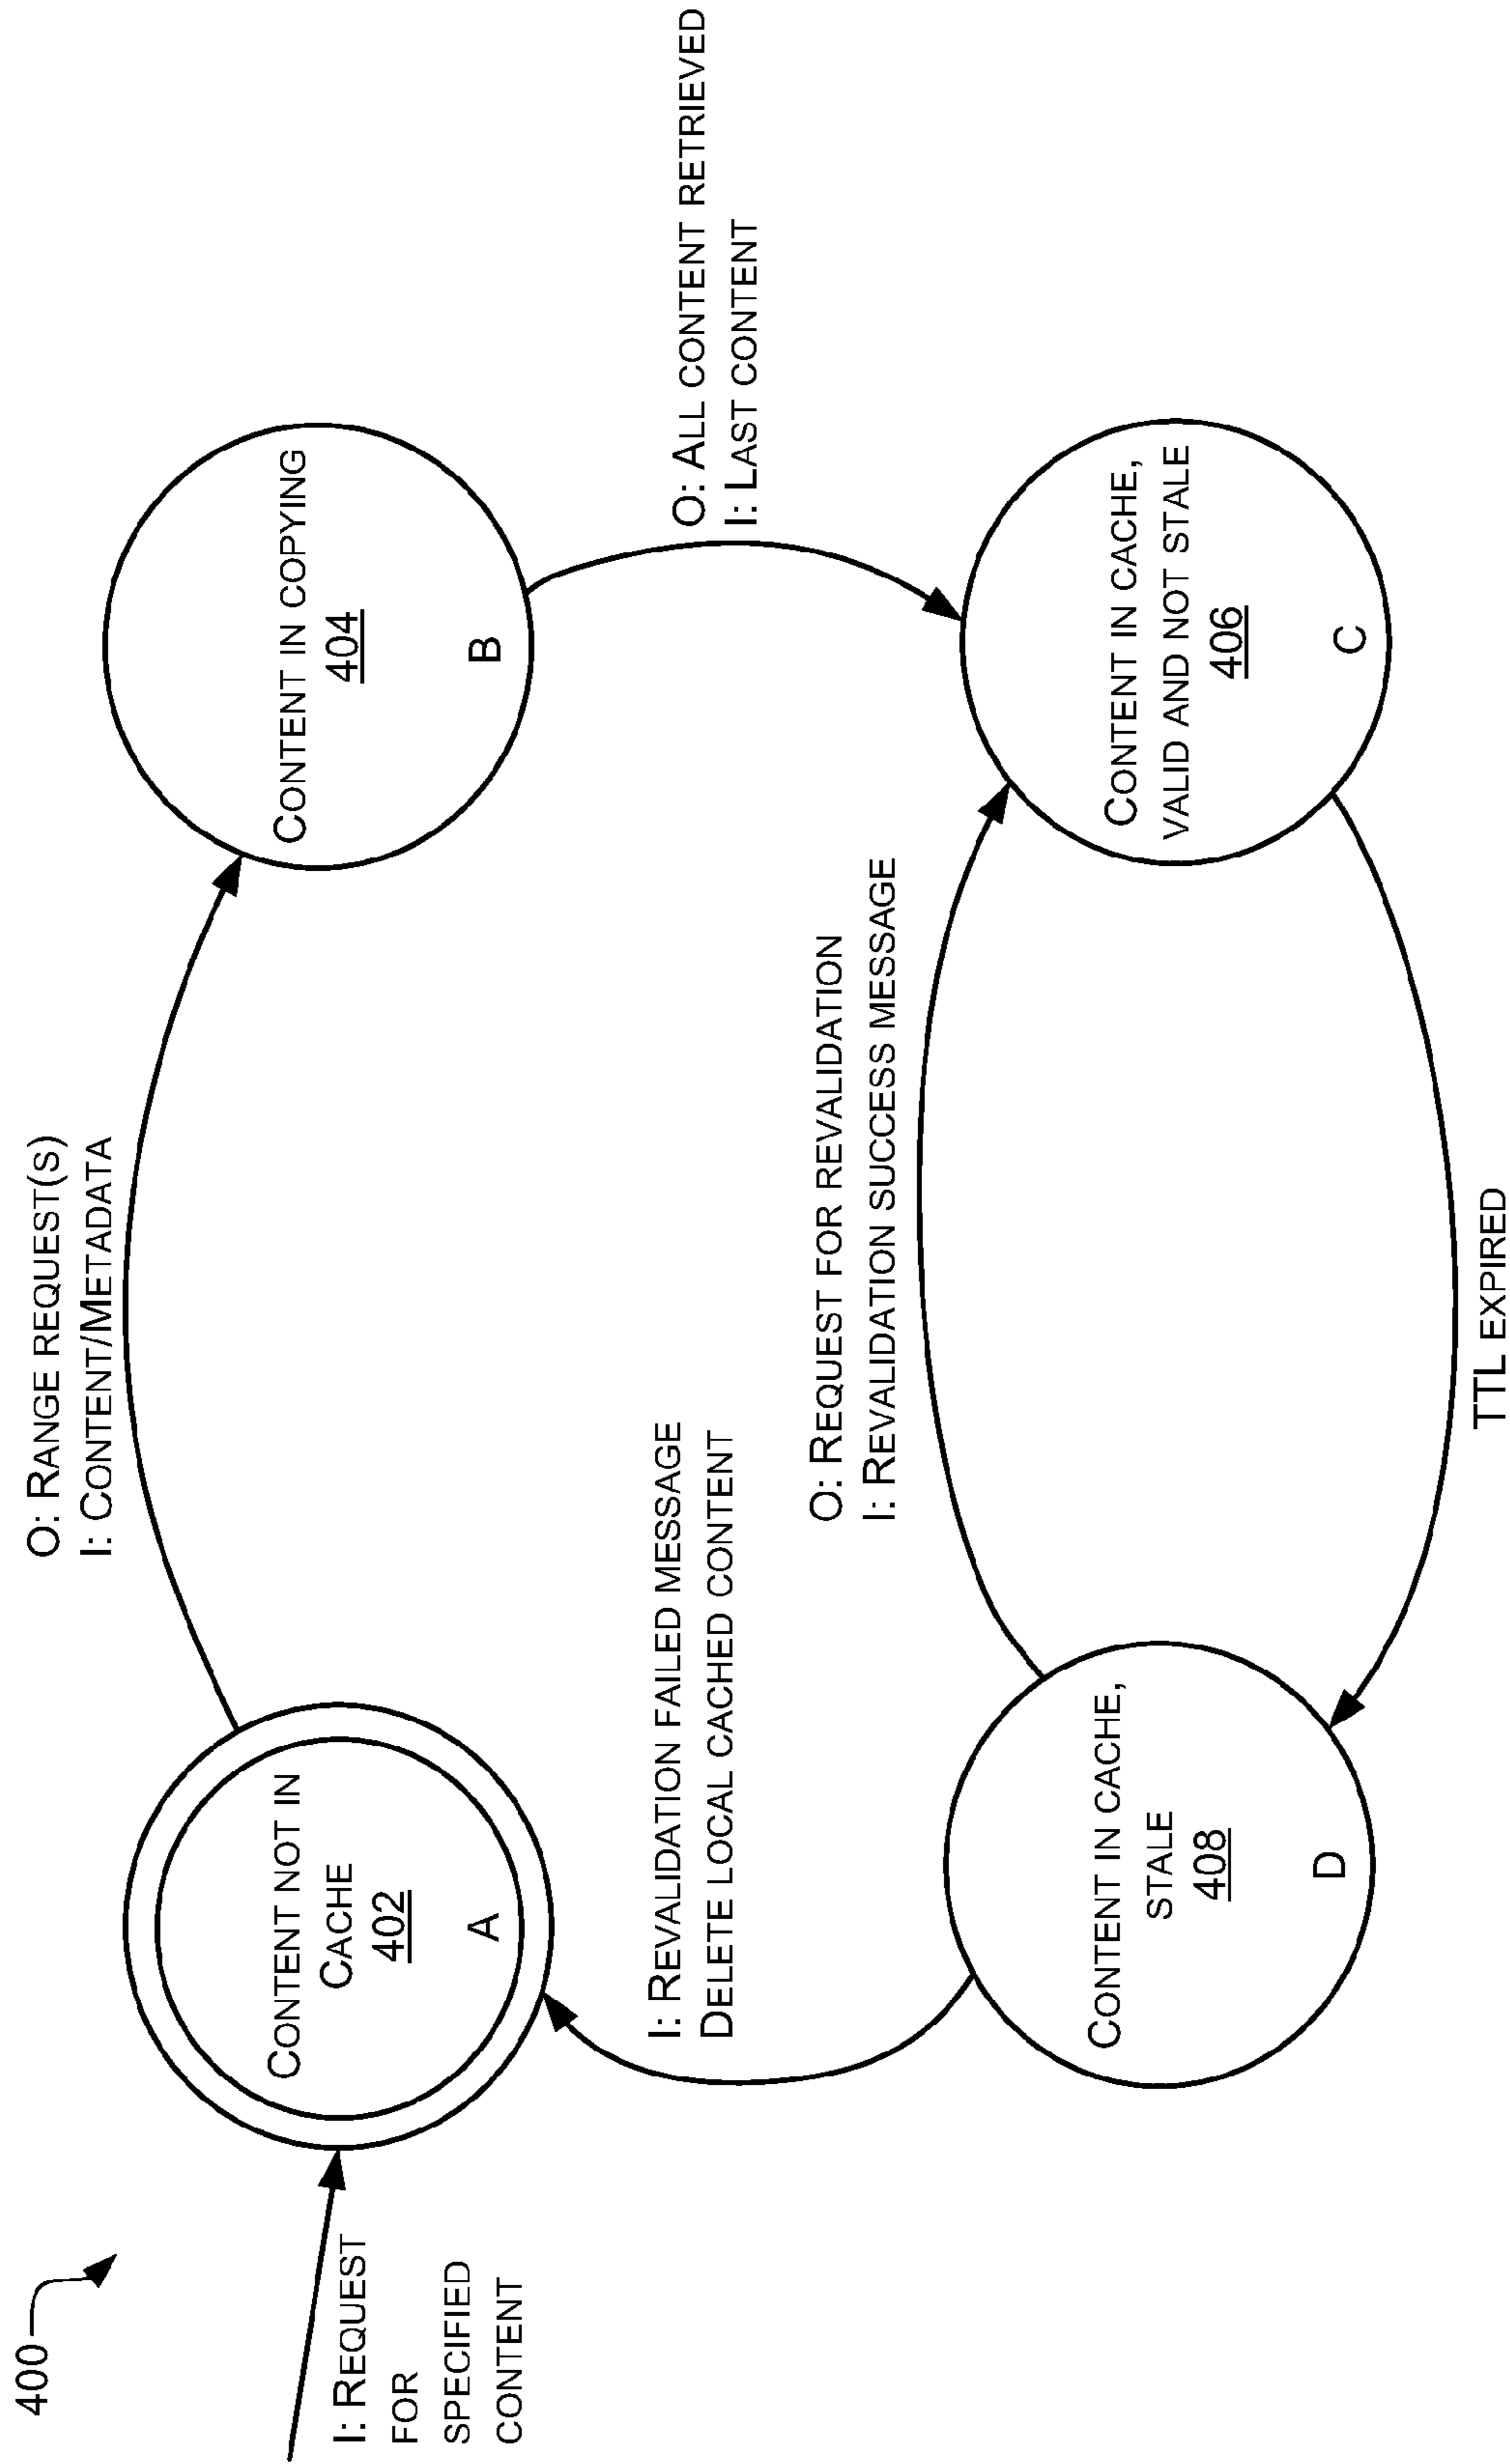 400
I: REQUEST
FOR
SPECIFIED
CONTENT
CONTENT NOT IN
CACHE
402
A
O: RANGE REQUEST(S)
I: CONTENT/METADATA
CONTENT IN COPYING
404
B
O: ALL CONTENT RETRIEVED
I: LAST CONTENT
CONTENT IN CACHE,
VALID AND NOT STALE
406
C
O: REQUEST FOR REVALIDATION
I: REVALIDATION SUCCESS MESSAGE
TTL EXPIRED
CONTENT IN CACHE,
STALE
408
D
I: REVALIDATION FAILED MESSAGE
DELETE LOCAL CACHED CONTENT